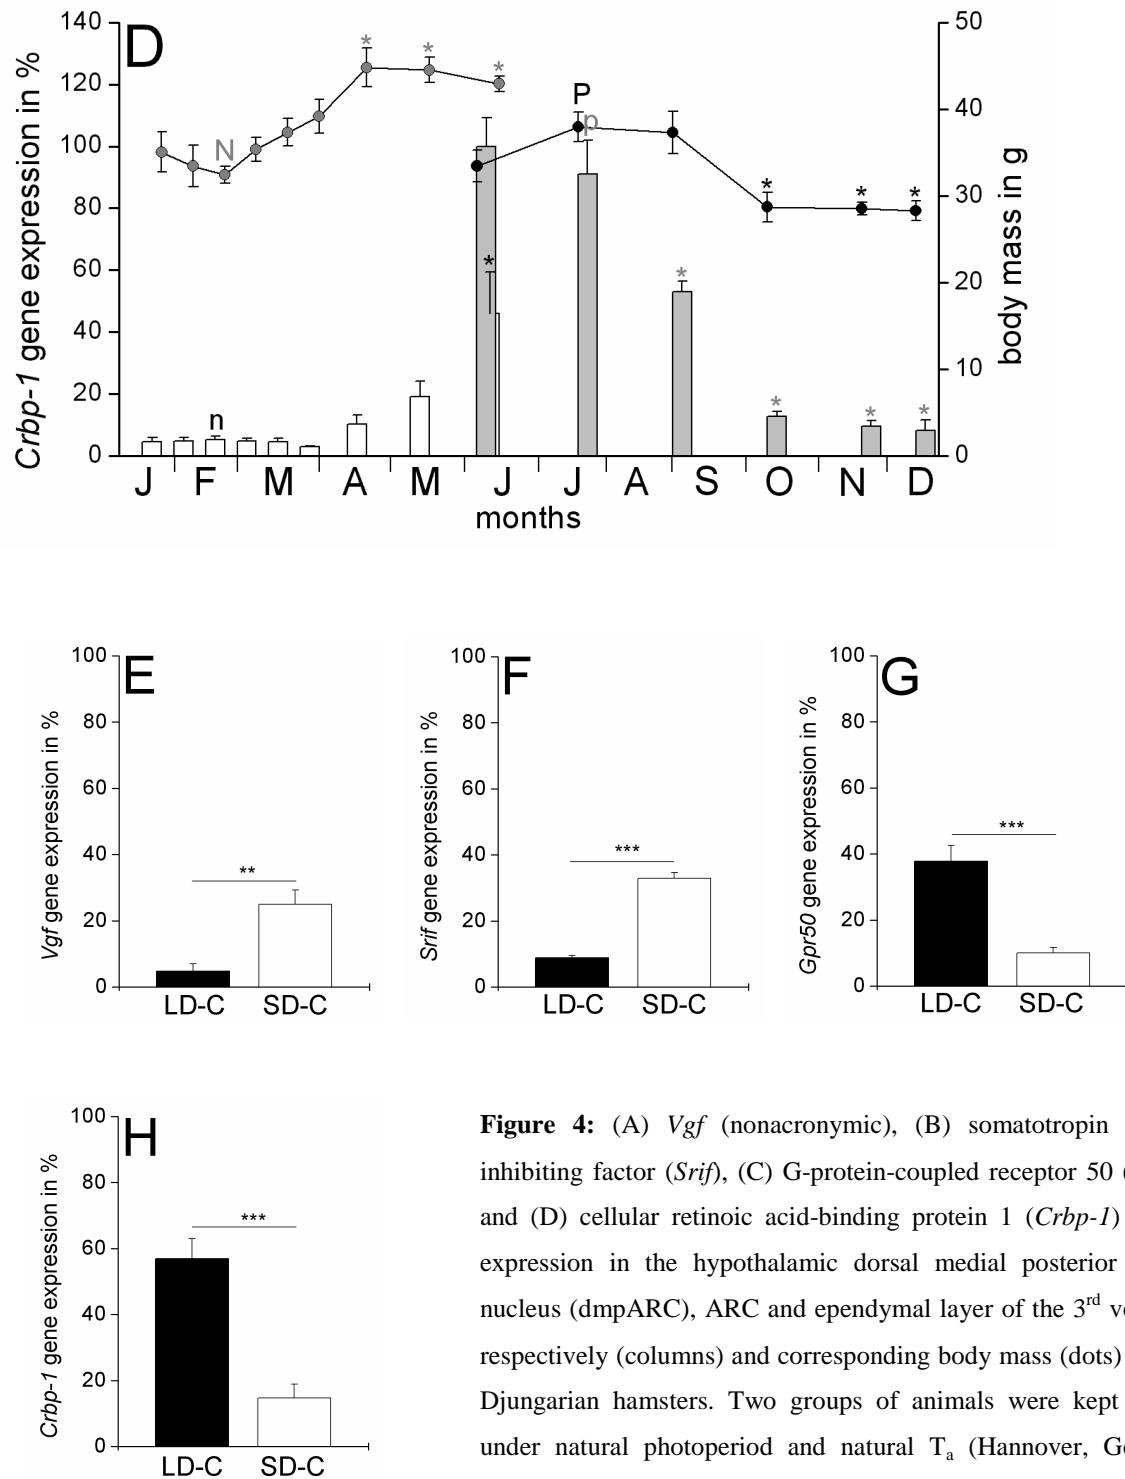 D
Crbp-1 gene expression in %
140
120
100
80
60
40
20
0
50
40
30
20
10
0
body mass in g
* * *
N
P
p
* * *
*
*
n
* * *
J F M A M J J A S O N D
months
E
Vgf gene expression in %
100
80
60
40
20
0
**
LD-C SD-C
F
Srif gene expression in %
100
80
60
40
20
0
***
LD-C SD-C
G
Gpr50 gene expression in %
100
80
60
40
20
0
***
LD-C SD-C
H
Crbp-1 gene expression in %
100
80
60
40
20
0
***
LD-C SD-C
Figure 4: (A) Vgf (nonacronymic), (B) somatotropin
inhibiting factor (Srif), (C) G-protein-coupled receptor 50 (
and (D) cellular retinoic acid-binding protein 1 (Crbp-1)
expression in the hypothalamic dorsal medial posterior
nucleus (dmpARC), ARC and ependymal layer of the 3rd
respectively (columns) and corresponding body mass (dots)
Djungarian hamsters. Two groups of animals were kept
under natural photoperiod and natural Ta (Hannover,